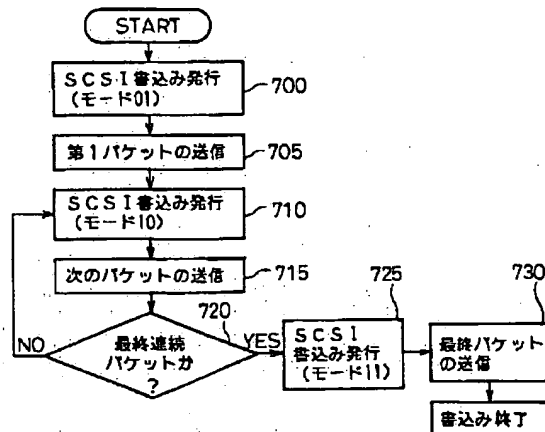 START
SCSI書込み発行
(モード01)
700
第1パケットの送信
705
SCSI書込み発行
(モード10)
710
次のパケットの送信
715
720
最終連続
パケットか
?
NO
YES
725
SCSI
書込み発行
(モード11)
730
最終パケット
の送信
書込み終了